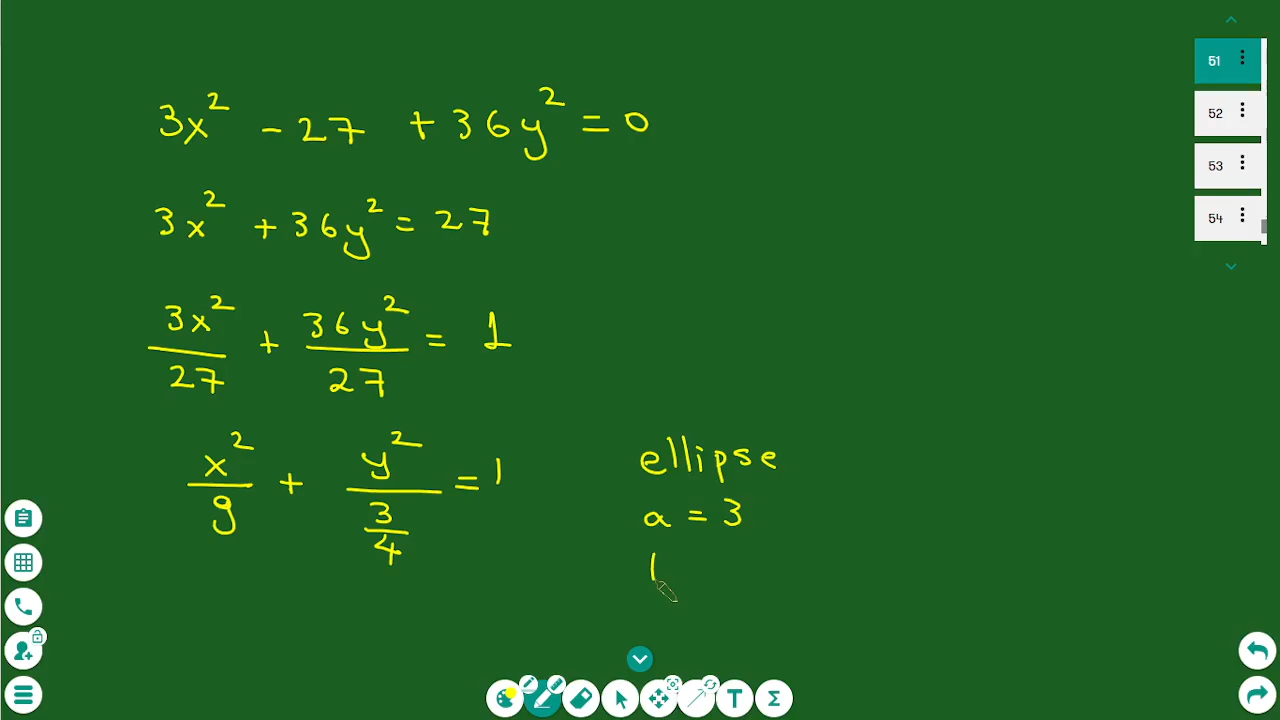 3x² - 27 + 36y² = 0
3x² + 36y² = 27
3x²/27 + 36y²/27 = 1
x²/9 + y²/(3/4) = 1
ellipse
a = 3
51
52
53
54
T
Σ